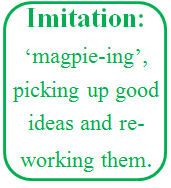 Imitation:
‘magpie-ing’,
picking up good
ideas and re-
working them.